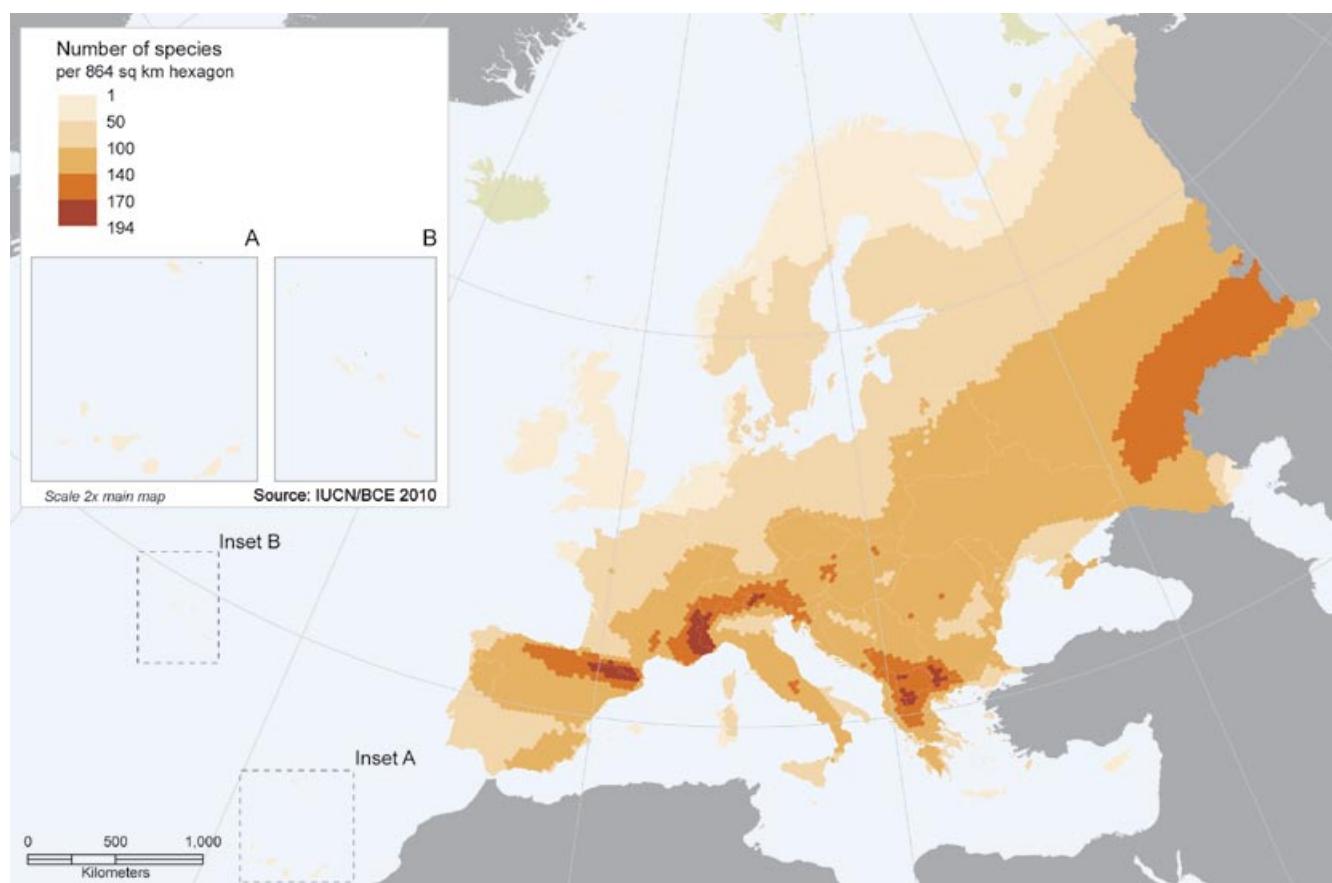 Number of species
per 864 sq km hexagon
1
50
100
140
170
194
A
B
Scale 2x main map
Source: IUCN/BCE 2010
Inset B
Inset A
0 500 1,000
Kilometers